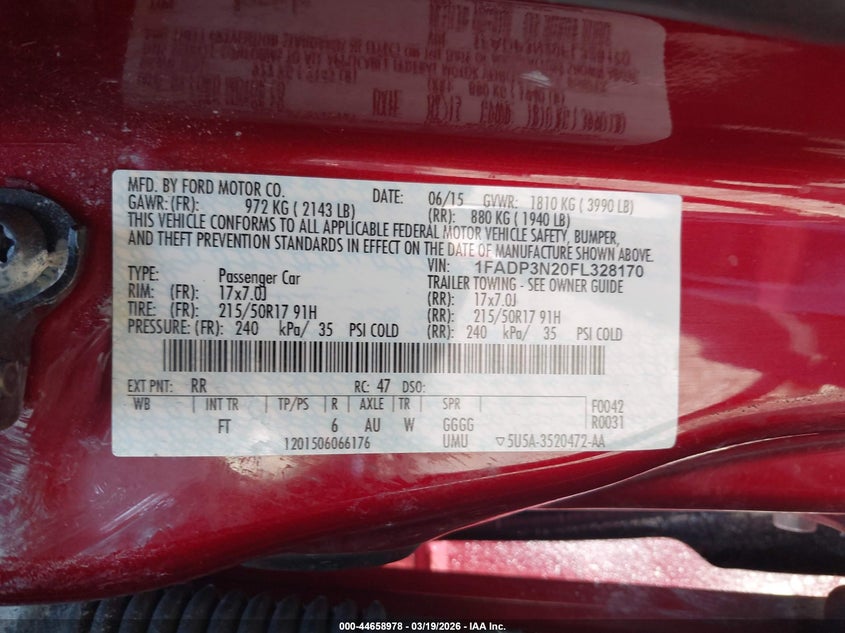 MFD. BY FORD MOTOR CO. DATE: 06/15 GVWR: 1810 KG ( 3990 LB)
GAWR: (FR): 972 KG ( 2143 LB) (RR): 880 KG ( 1940 LB)
THIS VEHICLE CONFORMS TO ALL APPLICABLE FEDERAL MOTOR VEHICLE SAFETY, BUMPER,
AND THEFT PREVENTION STANDARDS IN EFFECT ON THE DATE OF MANUFACTURE SHOWN ABOVE.
VIN: 1FADP3N20FL328170
TYPE: Passenger Car TRAILER TOWING - SEE OWNER GUIDE
RIM: (FR): 17x7.0J (RR): 17x7.0J
TIRE: (FR): 215/50R17 91H (RR): 215/50R17 91H
PRESSURE: (FR): 240 kPa/ 35 PSI COLD (RR): 240 kPa/ 35 PSI COLD
EXT PNT: RR RC: 47 DSO:
WB INT TR TP/PS R AXLE TR SPR F0042
FT 6 AU W GGGG R0031
1201506066176 UMU ▽5U5A-3520472-AA
000-44658978 - 03/19/2026 - IAA Inc.